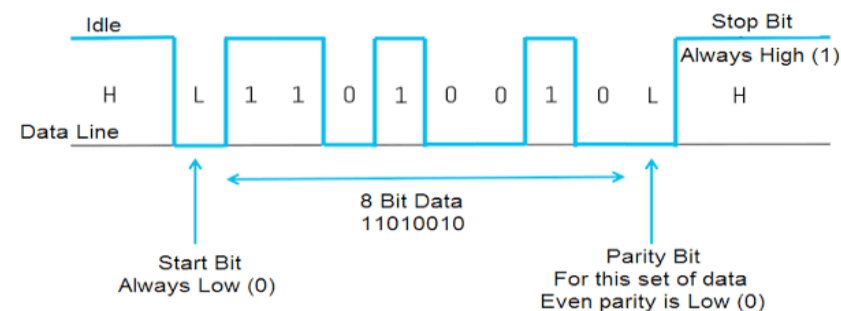 Idle
Stop Bit
Always High (1)
H L 1 1 0 1 0 0 1 0 L H
Data Line
8 Bit Data
11010010
Start Bit
Always Low (0)
Parity Bit
For this set of data
Even parity is Low (0)